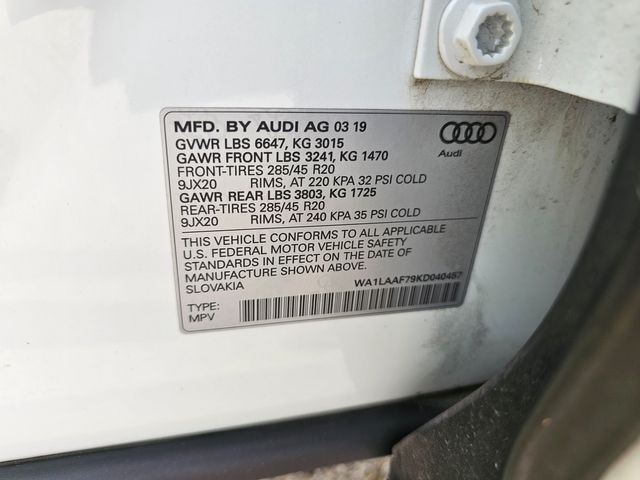 MFD. BY AUDI AG 03 19
GVWR LBS 6647, KG 3015
GAWR FRONT LBS 3241, KG 1470
FRONT-TIRES 285/45 R20
9JX20 RIMS, AT 220 KPA 32 PSI COLD
GAWR REAR LBS 3803, KG 1725
REAR-TIRES 285/45 R20
9JX20 RIMS, AT 240 KPA 35 PSI COLD
Audi
THIS VEHICLE CONFORMS TO ALL APPLICABLE
U.S. FEDERAL MOTOR VEHICLE SAFETY
STANDARDS IN EFFECT ON THE DATE OF
MANUFACTURE SHOWN ABOVE.
SLOVAKIA WA1LAAF79KD040457
TYPE:
MPV